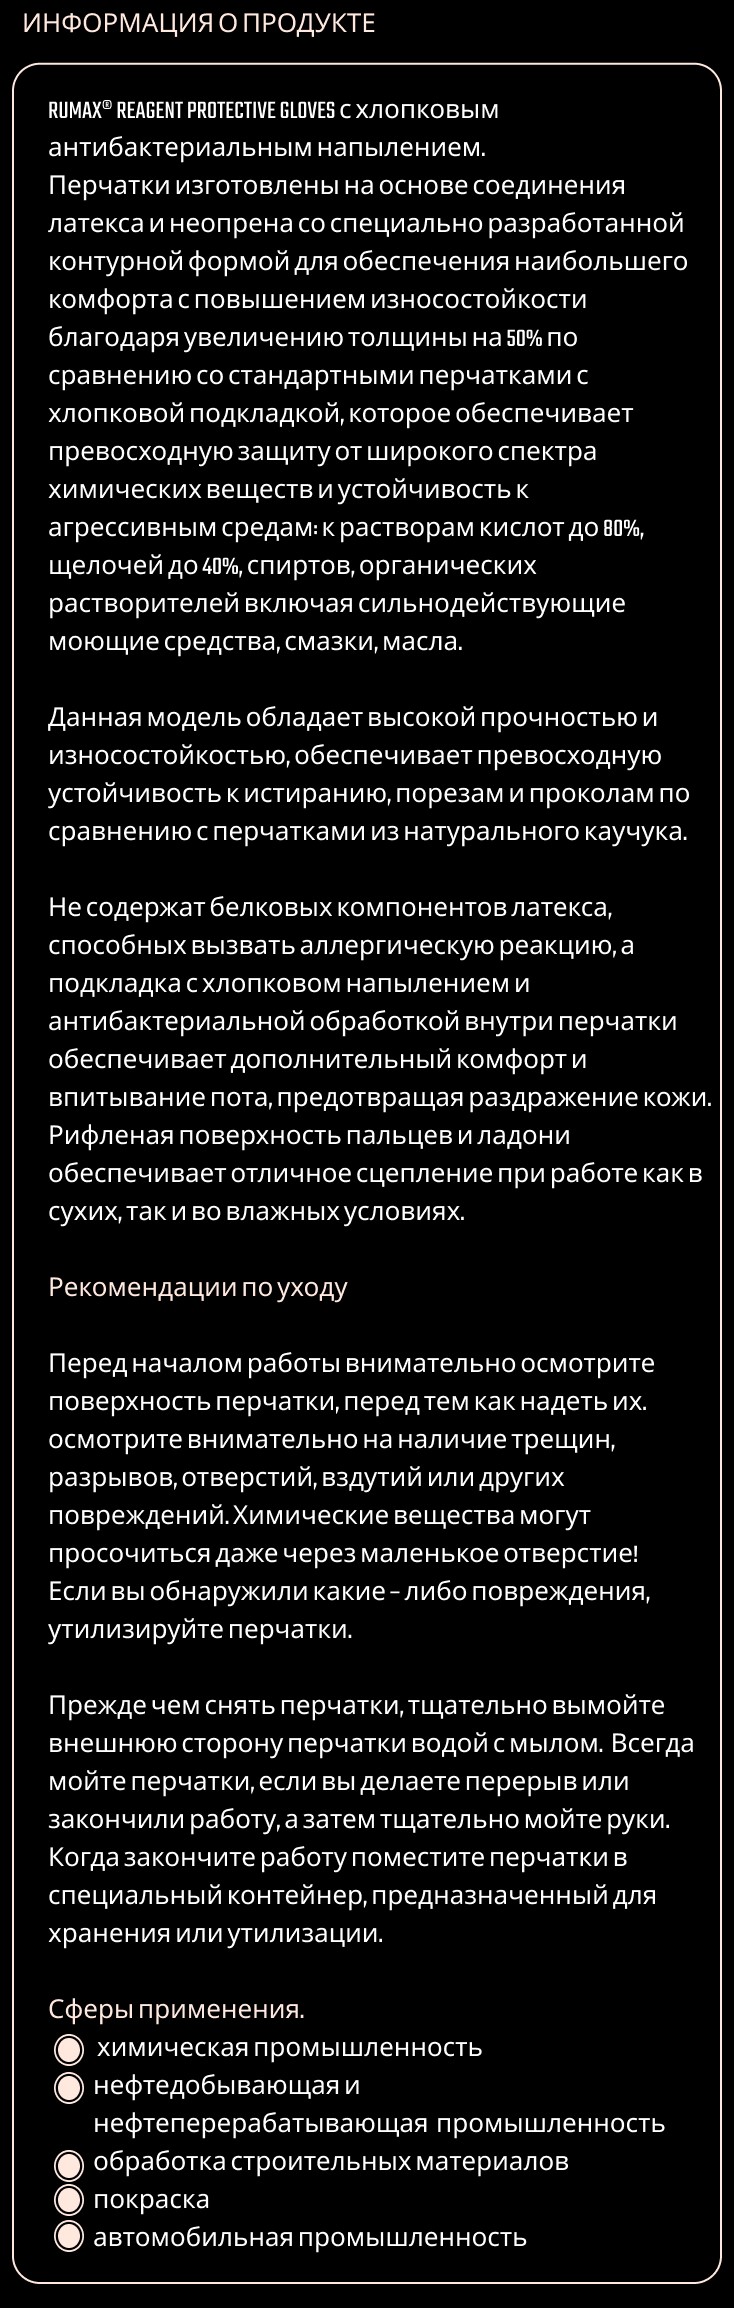 ИНФОРМАЦИЯ О ПРОДУКТЕ
RUMAX® REAGENT PROTECTIVE GLOVES с хлопковым
антибактериальным напылением.
Перчатки изготовлены на основе соединения
латекса и неопрена со специально разработанной
контурной формой для обеспечения наибольшего
комфорта с повышением износостойкости
благодаря увеличению толщины на 50% по
сравнению со стандартными перчатками с
хлопковой подкладкой, которое обеспечивает
превосходную защиту от широкого спектра
химических веществ и устойчивость к
агрессивным средам: к растворам кислот до 80%,
щелочей до 40%, спиртов, органических
растворителей включая сильнодействующие
моющие средства, смазки, масла.
Данная модель обладает высокой прочностью и
износостойкостью, обеспечивает превосходную
устойчивость к истиранию, порезам и проколам по
сравнению с перчатками из натурального каучука.
Не содержат белковых компонентов латекса,
способных вызвать аллергическую реакцию, а
подкладка с хлопковом напылением и
антибактериальной обработкой внутри перчатки
обеспечивает дополнительный комфорт и
впитывание пота, предотвращая раздражение кожи.
Рифленая поверхность пальцев и ладони
обеспечивает отличное сцепление при работе как в
сухих, так и во влажных условиях.
Рекомендации по уходу
Перед началом работы внимательно осмотрите
поверхность перчатки, перед тем как надеть их.
осмотрите внимательно на наличие трещин,
разрывов, отверстий, вздутий или других
повреждений. Химические вещества могут
просочиться даже через маленькое отверстие!
Если вы обнаружили какие – либо повреждения,
утилизируйте перчатки.
Прежде чем снять перчатки, тщательно вымойте
внешнюю сторону перчатки водой с мылом. Всегда
мойте перчатки, если вы делаете перерыв или
закончили работу, а затем тщательно мойте руки.
Когда закончите работу поместите перчатки в
специальный контейнер, предназначенный для
хранения или утилизации.
Сферы применения.
химическая промышленность
нефтедобывающая и
нефтеперерабатывающая промышленность
обработка строительных материалов
покраска
автомобильная промышленность